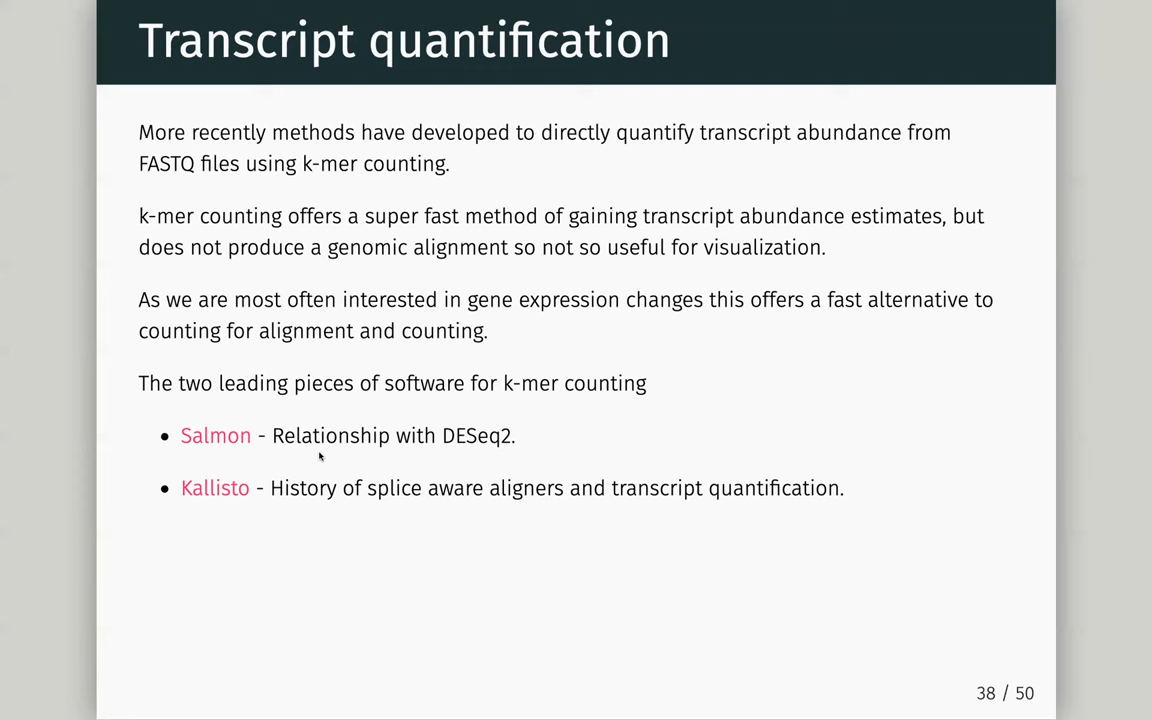 Transcript quantification
More recently methods have developed to directly quantify transcript abundance from
FASTQ files using k-mer counting.
k-mer counting offers a super fast method of gaining transcript abundance estimates, but
does not produce a genomic alignment so not so useful for visualization.
As we are most often interested in gene expression changes this offers a fast alternative to
counting for alignment and counting.
The two leading pieces of software for k-mer counting
• Salmon - Relationship with DESeq2.
• Kallisto - History of splice aware aligners and transcript quantification.
38 / 50